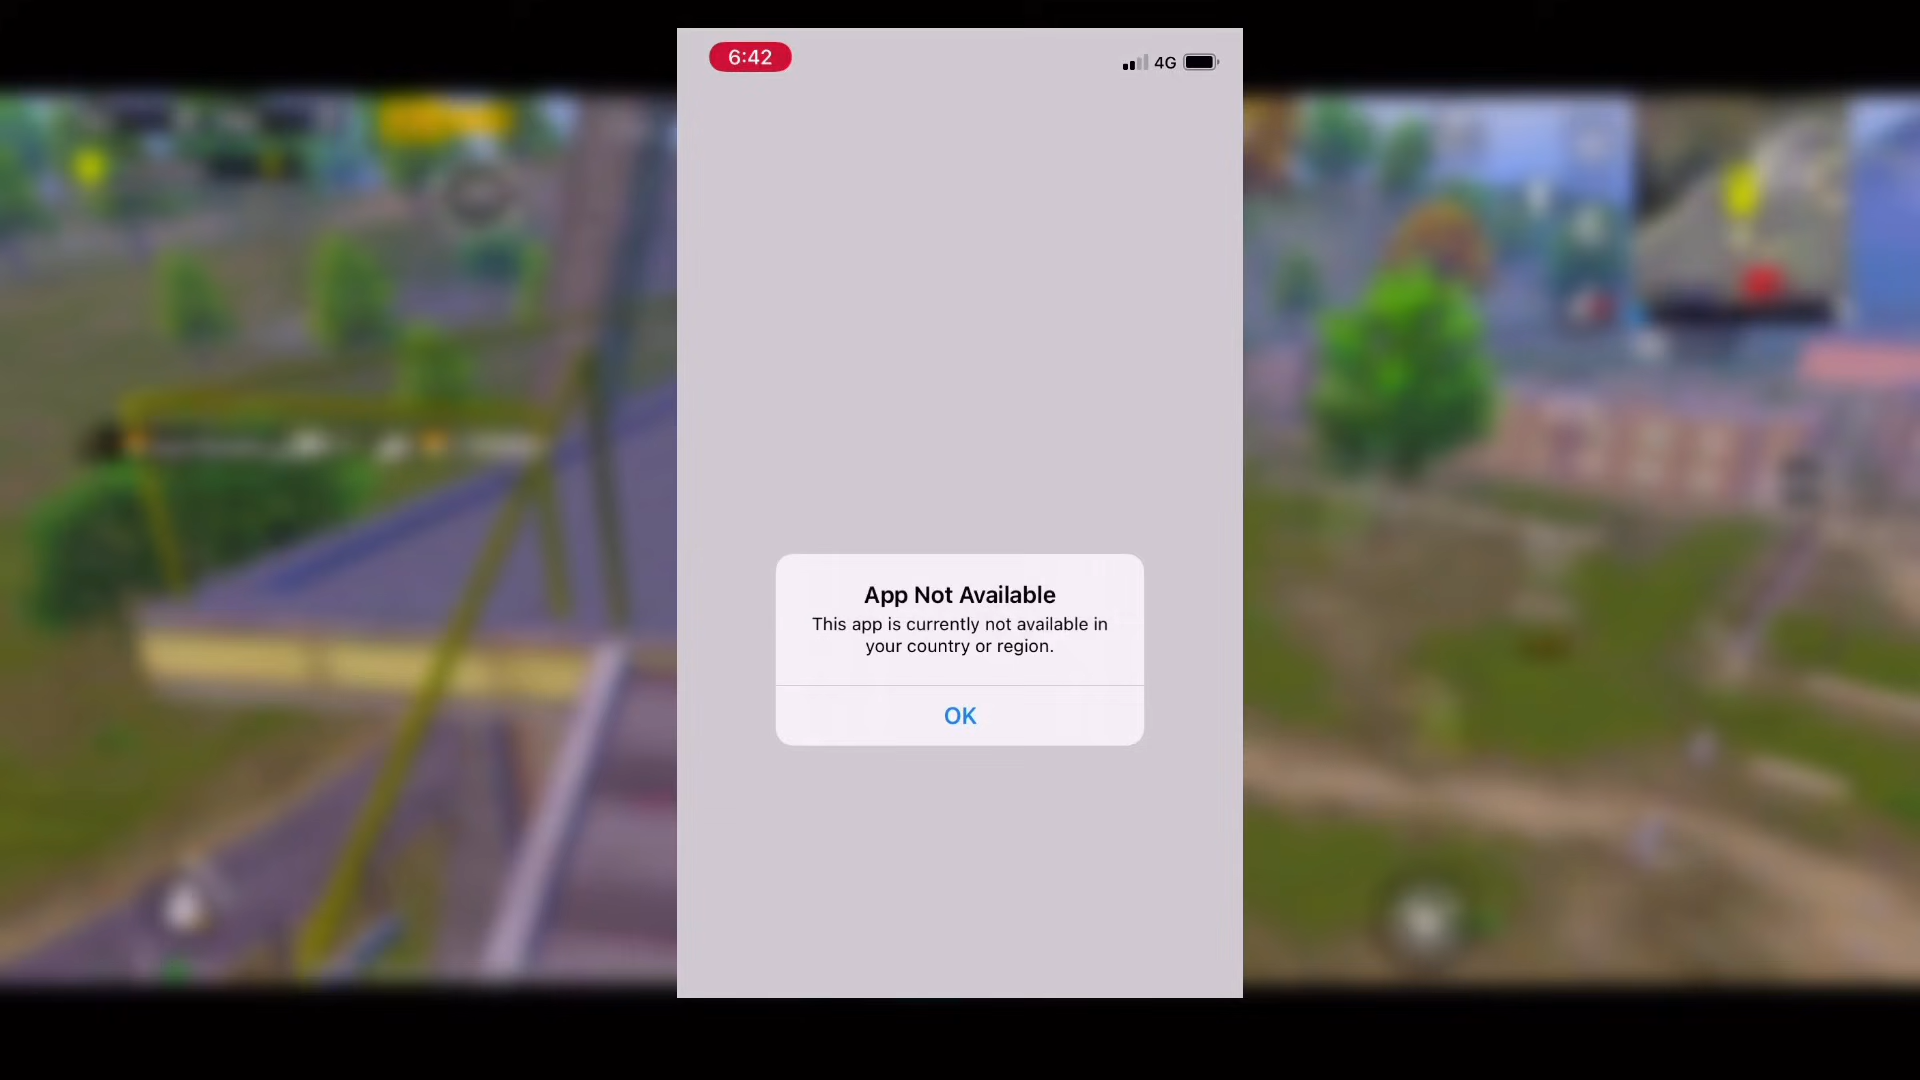 6:42
4G
App Not Available
This app is currently not available in
your country or region.
OK